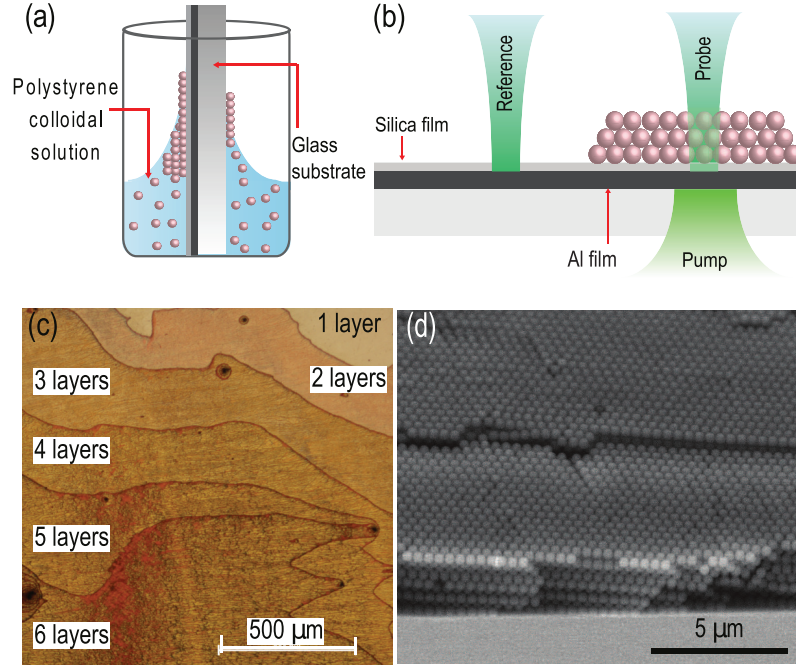 (a)
Polystyrene
colloidal
solution
Glass
substrate
(b)
Reference
Probe
Silica film
Al film
Pump
(c)
1 layer
2 layers
3 layers
4 layers
5 layers
6 layers
500 μm
(d)
5 μm